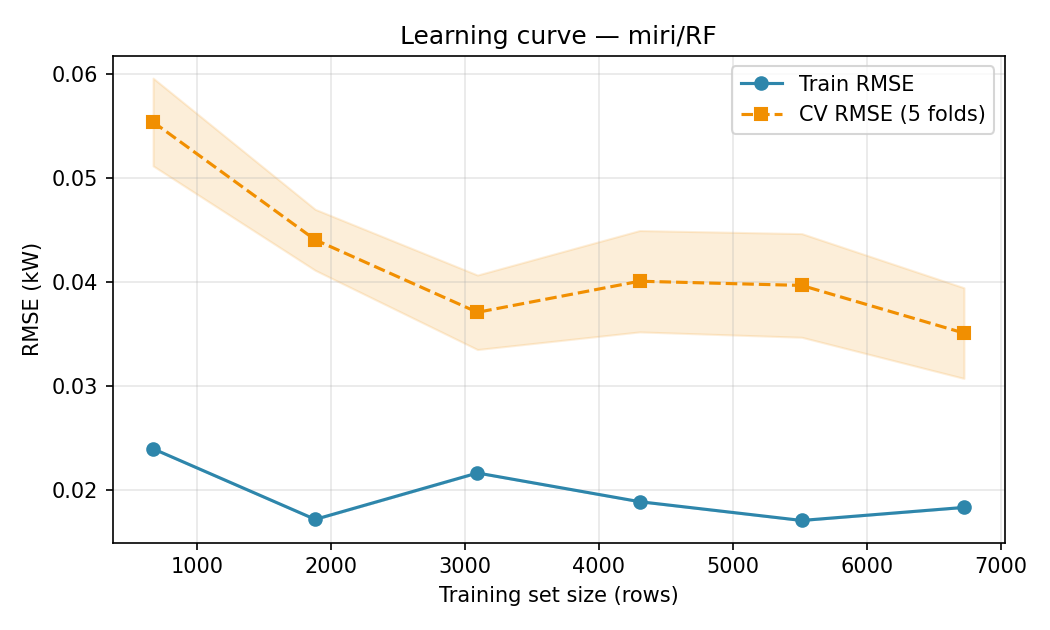 Learning curve — miri/RF
Train RMSE
CV RMSE (5 folds)
RMSE (kW)
0.06
0.05
0.04
0.03
0.02
1000 2000 3000 4000 5000 6000 7000
Training set size (rows)